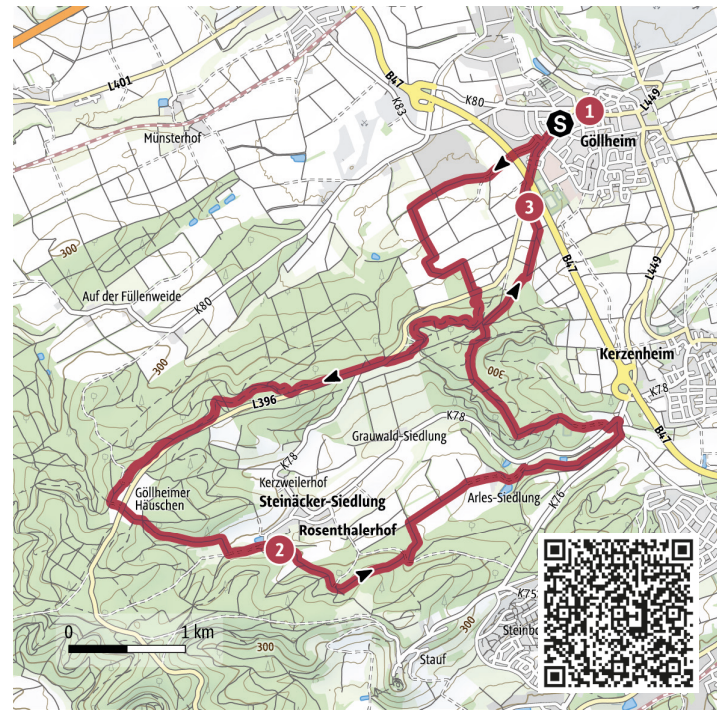 L401
B47
K83
K80
L449
1
S
Göllheim
Münsterhof
3
300
B47
L449
Auf der Füllenweide
K80
300
Kerzenheim
300
K78
L396
K78
Grauwald-Siedlung
B47
K78
Göllheimer
Häuschen
Kerzweilerhof
Steinäcker-Siedlung
Arles-Siedlung
K76
Rosenthalerhof
2
0
1 km
300
300
Stauf
K75
Steinb